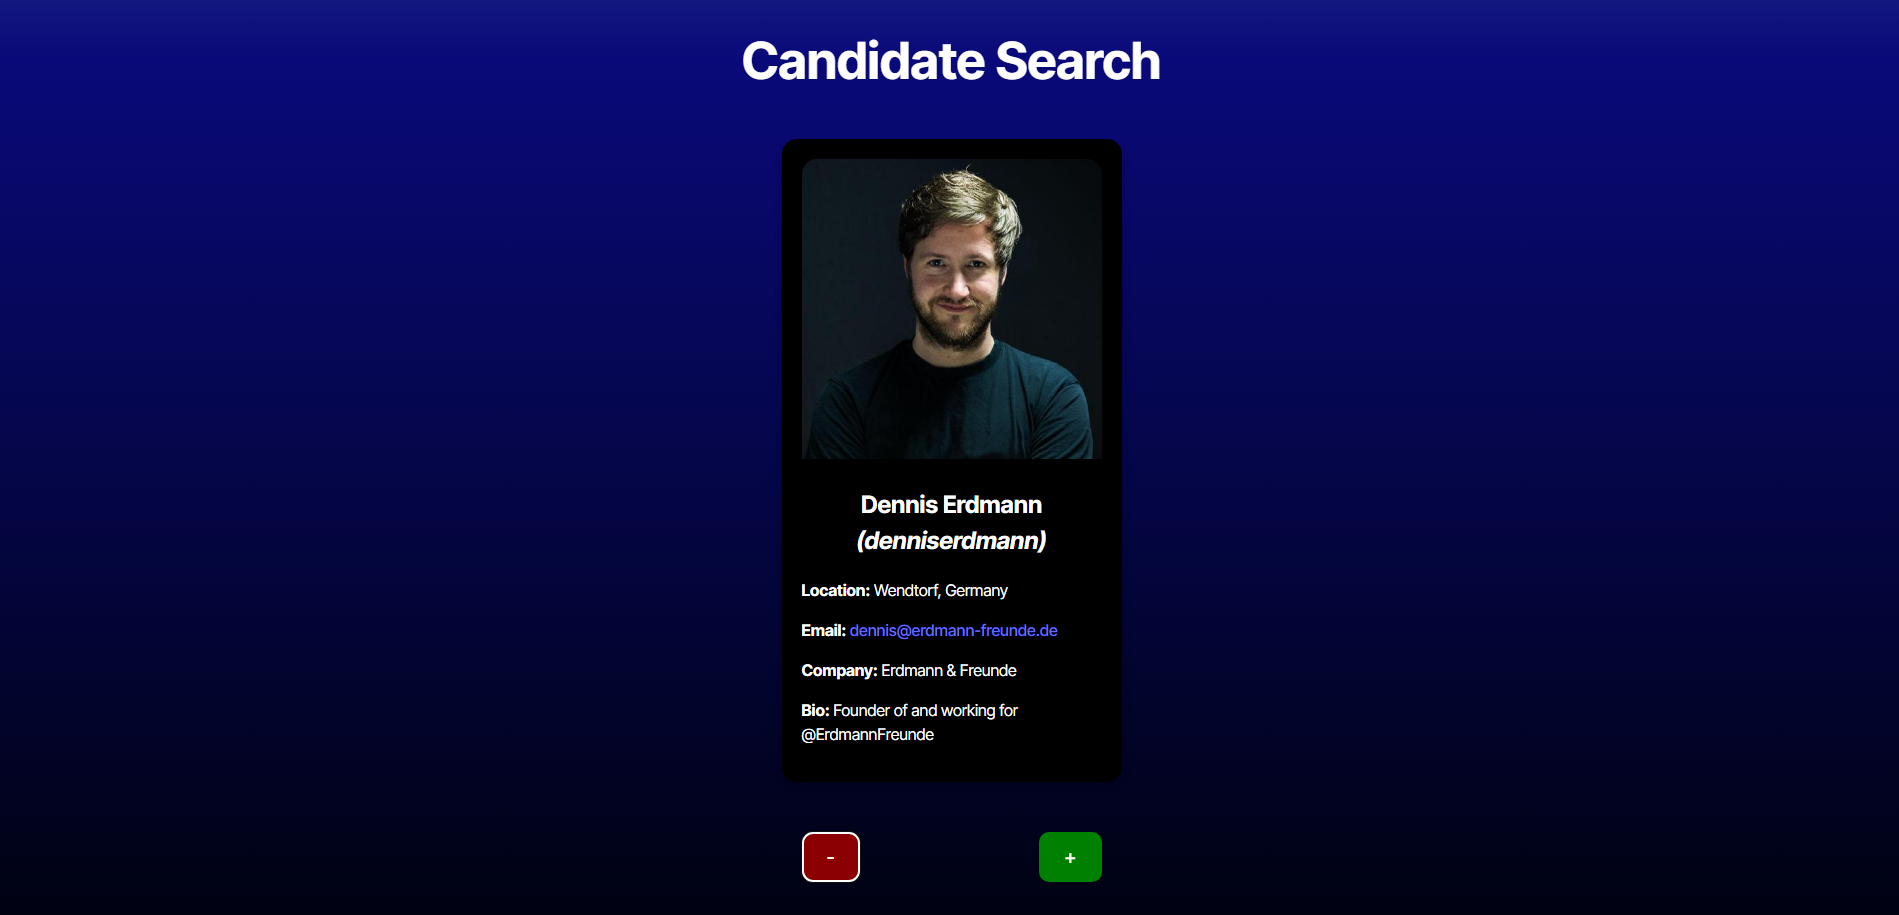 Candidate Search
Dennis Erdmann
(denniserdmann)
Location: Wendtorf, Germany
Email: dennis@erdmann-freunde.de
Company: Erdmann & Freunde
Bio: Founder of and working for
@ErdmannFreunde
- +